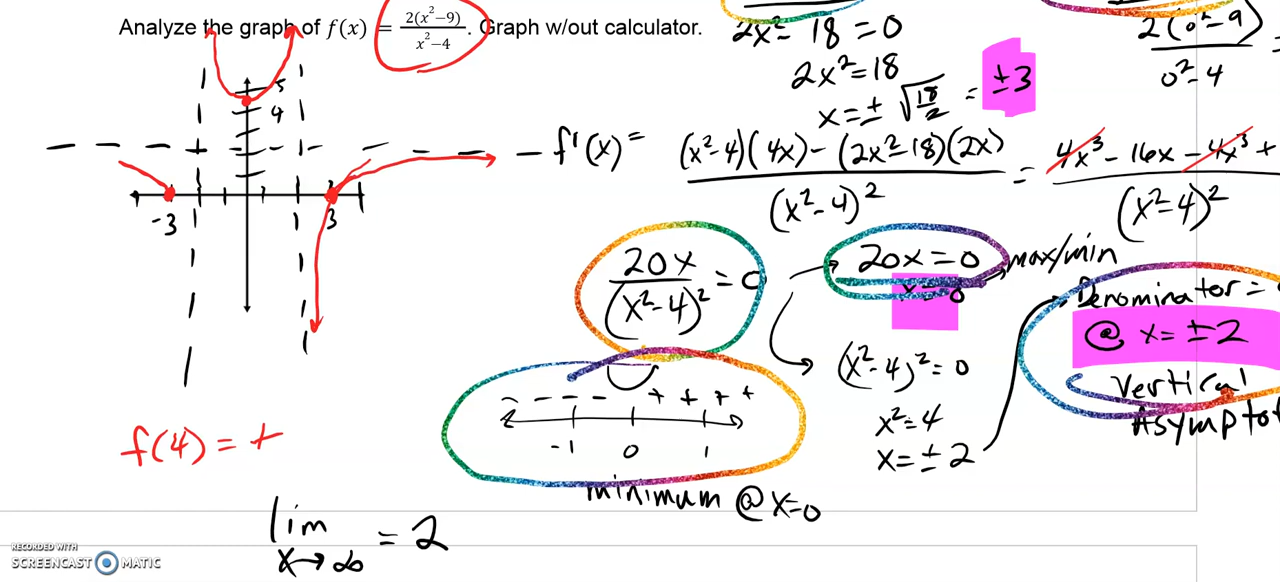 Analyze the graph of f(x) = 2(x²-9)/x²-4. Graph w/out calculator.
5
4
-3
3
f(4) = +
lim x→∞ = 2
2x²-18 = 0
2x² = 18
x = ± √18/2 = ±3
2(0²-9)/0²-4 =
f'(x) = (x²-4)(4x) - (2x²-18)(2x)/(x²-4)² = 4x³ - 16x - 4x³ +/(x²-4)²
20x/(x²-4)² = 0
20x = 0
x = 0
max/min
(x²-4)² = 0
x² = 4
x = ± 2
Denominator =
@ x = ±2
Vertical
- - - - + + + +
-1 0 1
minimum @ x=0
RECORDED WITH
SCREENCAST MATIC